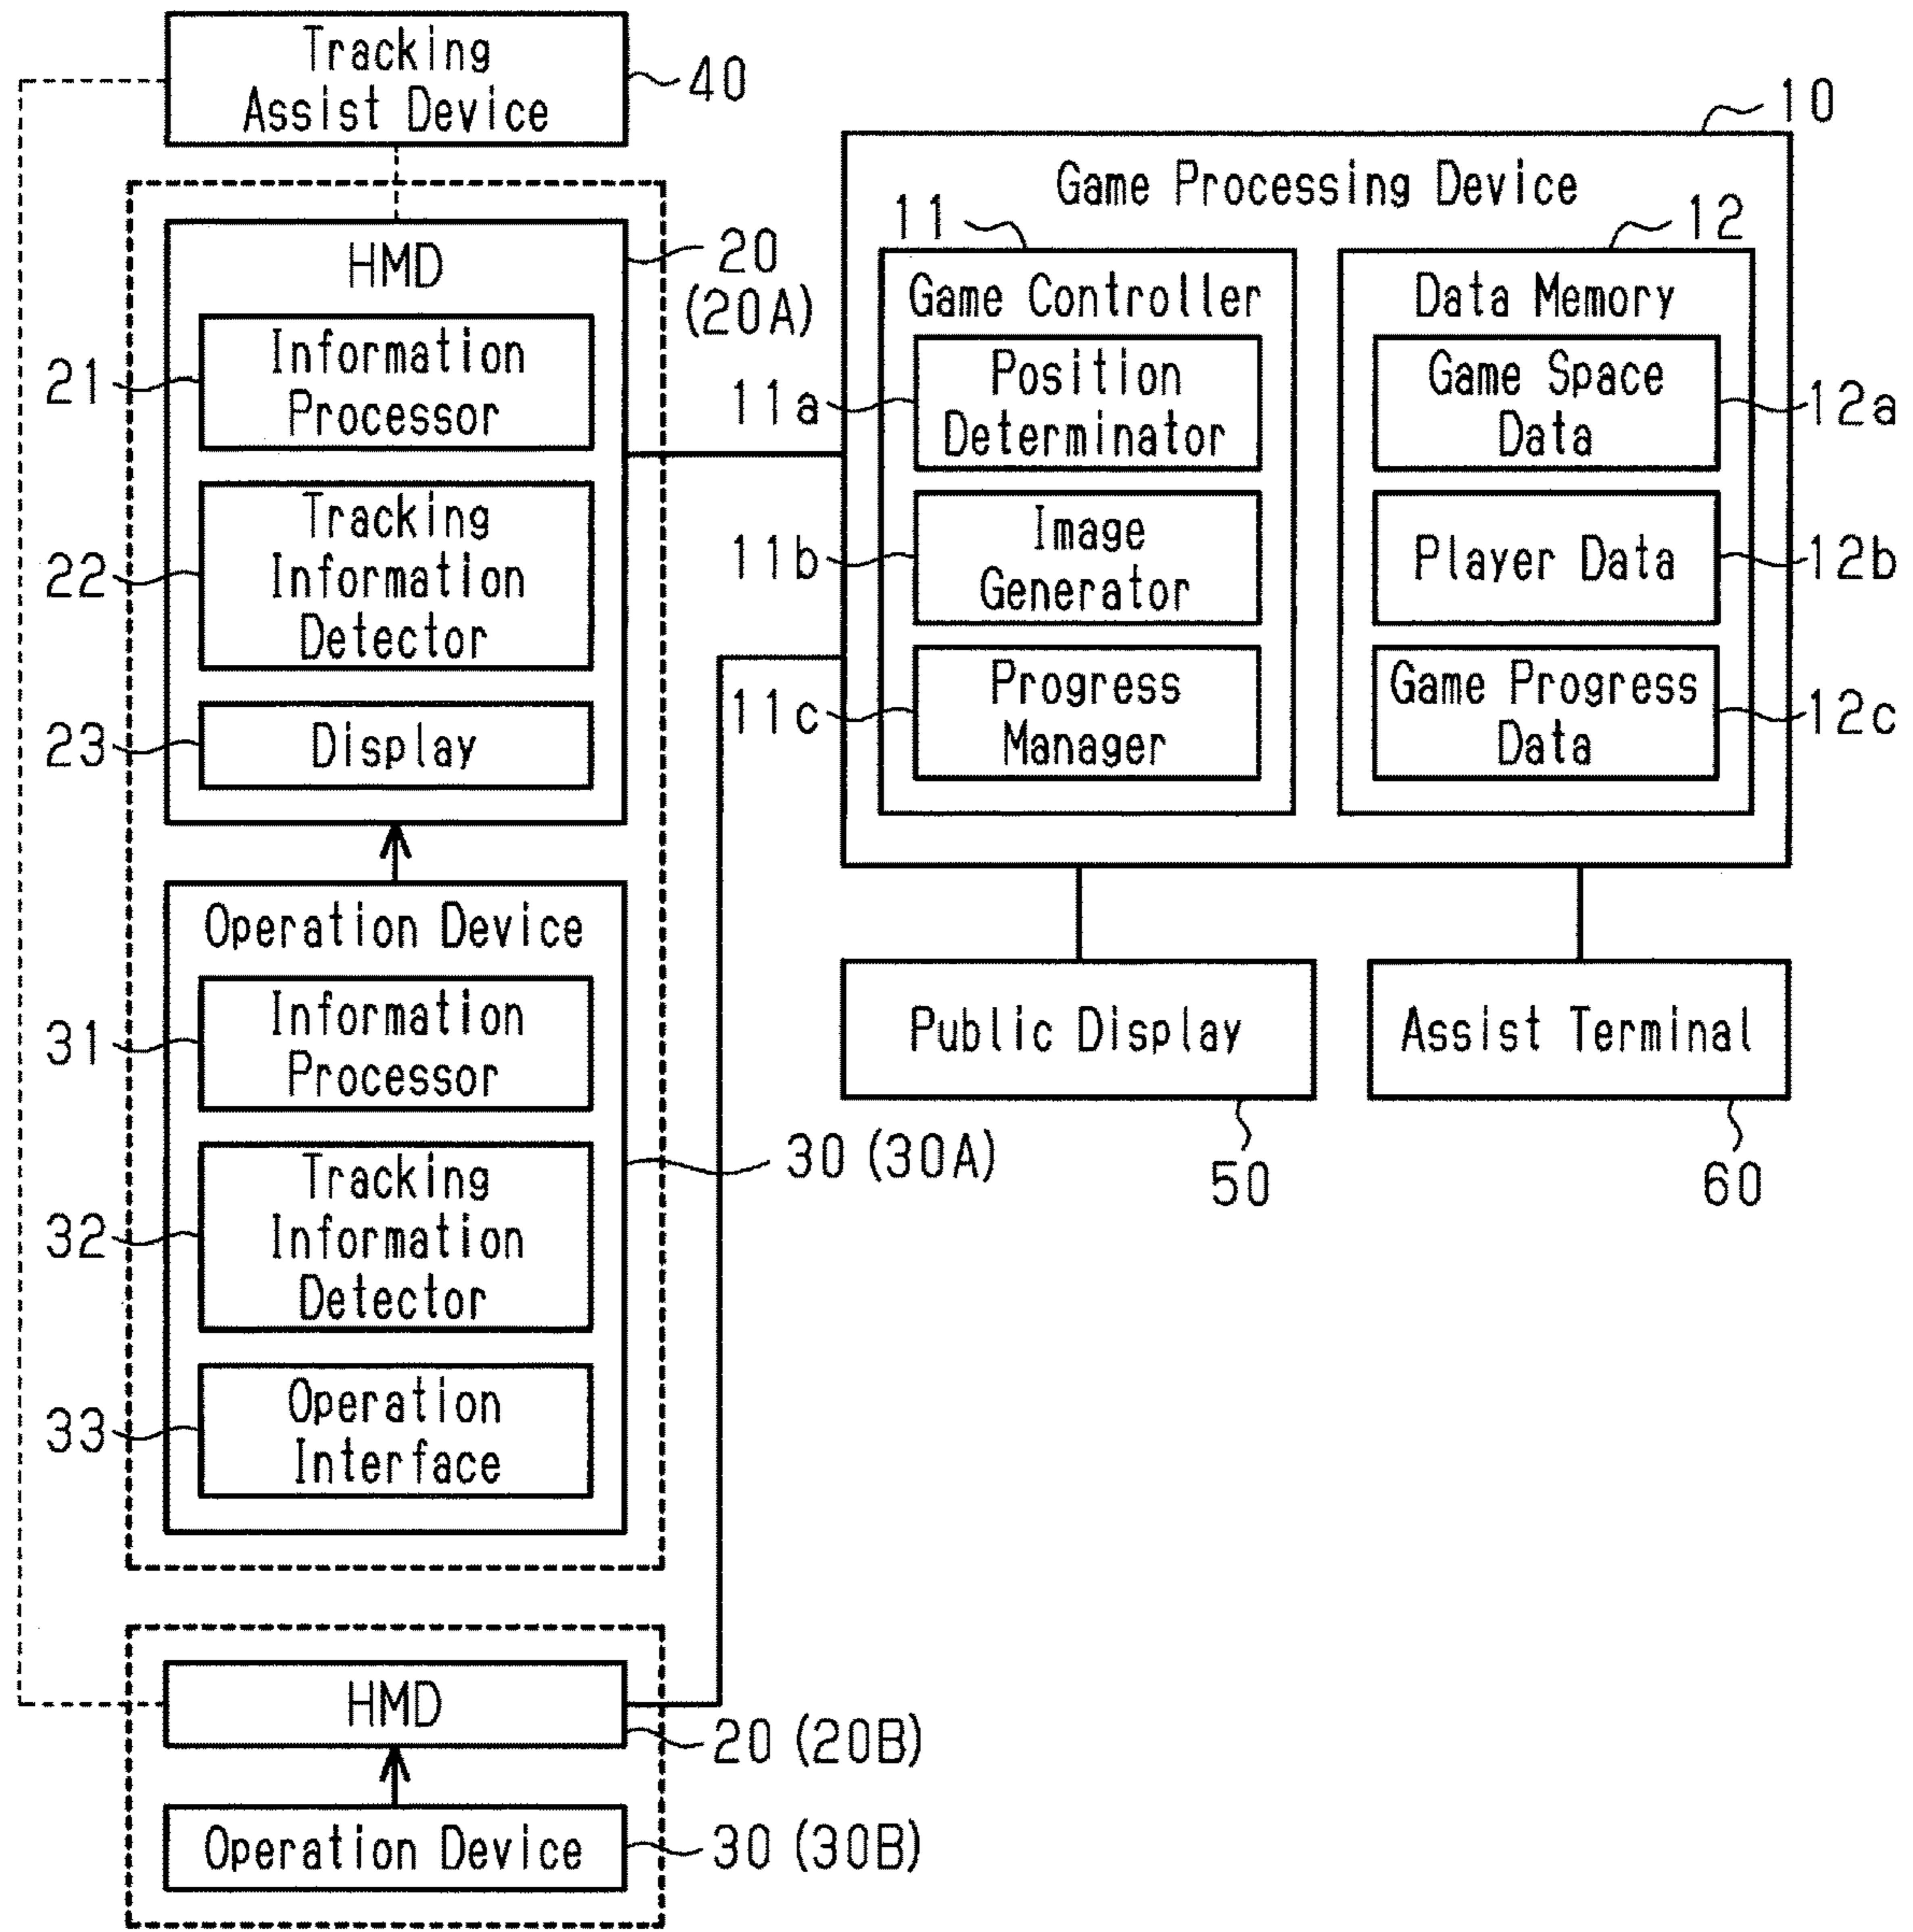 Tracking
Assist Device
40
HMD
20
(20A)
Information
Processor
21
Tracking
Information
Detector
22
Display
23
Operation Device
30 (30A)
Information
Processor
31
Tracking
Information
Detector
32
Operation
Interface
33
HMD
20 (20B)
Operation Device
30 (30B)
10
Game Processing Device
11
Game Controller
Position
Determinator
11a
Image
Generator
11b
Progress
Manager
11c
12
Data Memory
Game Space
Data
12a
Player Data
12b
Game Progress
Data
12c
Public Display
50
Assist Terminal
60